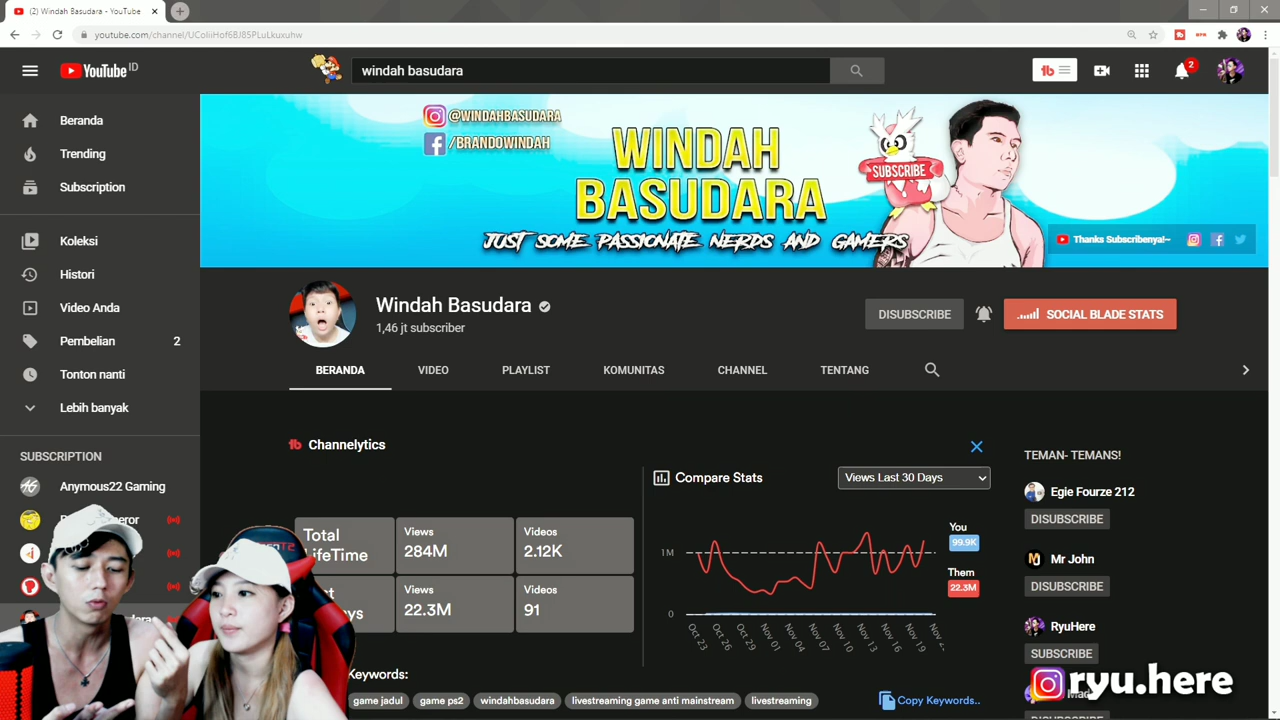 (2) Windah Basudara - YouTube
youtube.com/channel/UColiiHof6BJ85PLuLkuxuhw
YouTube ID
windah basudara
2
Beranda
Trending
Subscription
Koleksi
Histori
Video Anda
Pembelian 2
Tonton nanti
Lebih banyak
SUBSCRIPTION
Anymous22 Gaming
@WINDAHBASUDARA
/BRANDOWINDAH
WINDAH
BASUDARA
JUST SOME PASSIONATE NERDS AND GAMERS
SUBSCRIBE
Thanks Subscribenya!~
Windah Basudara
1,46 jt subscriber
DISUBSCRIBE
SOCIAL BLADE STATS
BERANDA VIDEO PLAYLIST KOMUNITAS CHANNEL TENTANG
Channelytics
Total
LifeTime
Views
284M
Videos
2.12K
Views
22.3M
Videos
91
Compare Stats
Views Last 30 Days
1M
0
Oct 23
Oct 26
Oct 29
Nov 01
Nov 04
Nov 07
Nov 10
Nov 13
Nov 16
Nov 19
You
99.9K
Them
22.3M
Keywords:
game jadul game ps2 windahbasudara livestreaming game anti mainstream livestreaming
Copy Keywords..
TEMAN- TEMANS!
Egie Fourze 212
DISUBSCRIBE
Mr John
DISUBSCRIBE
RyuHere
SUBSCRIBE
ryu.here